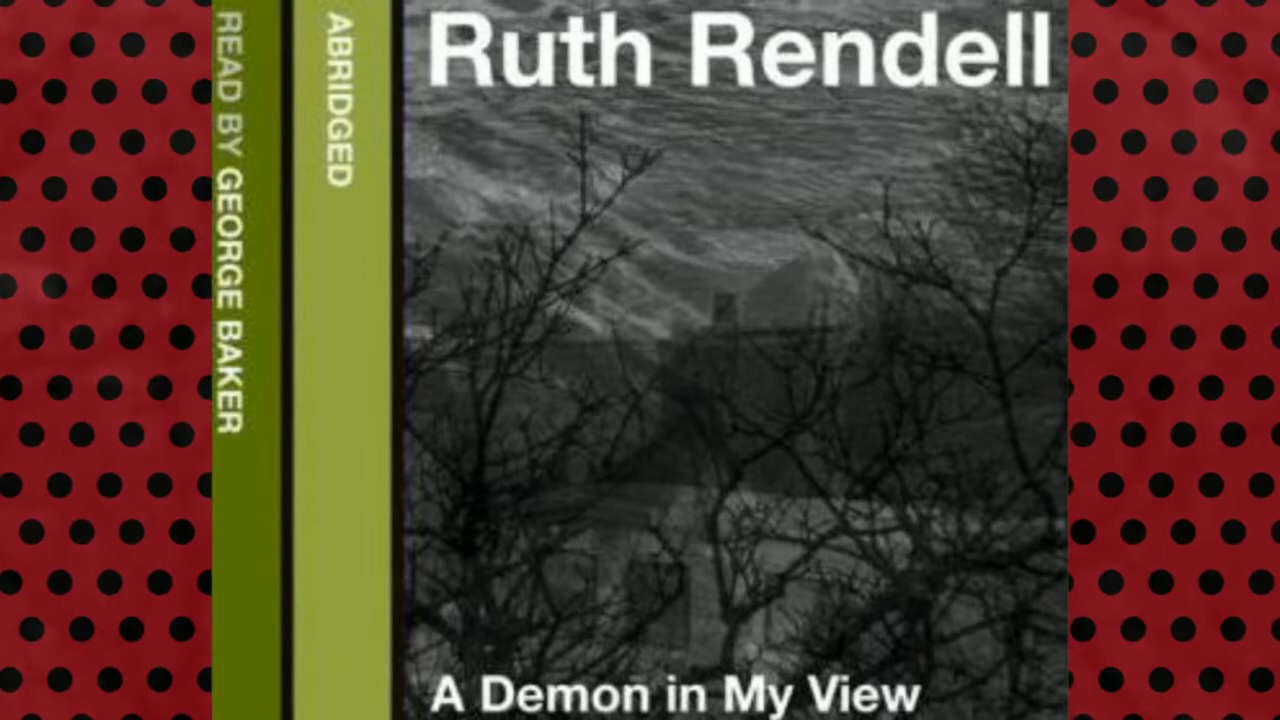 READ BY GEORGE BAKER
ABRIDGED
Ruth Rendell
A Demon in My View